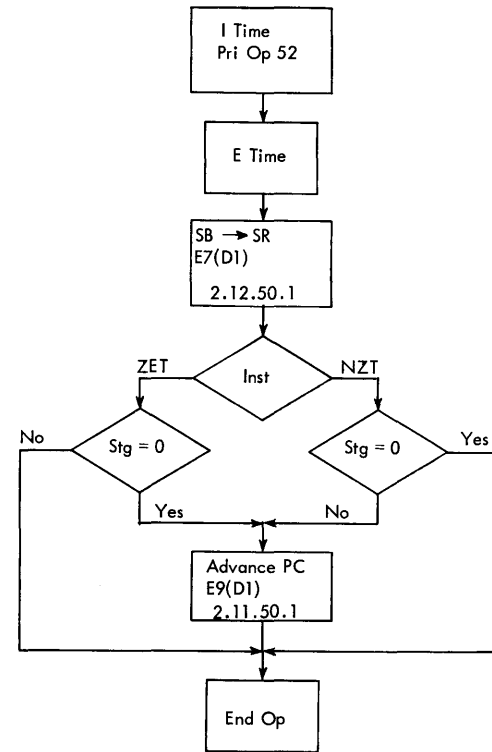 I Time
Pri Op 52
E Time
SB → SR
E7(D1)
2.12.50.1
ZET
Inst
NZT
No
Stg = 0
Stg = 0
Yes
Yes
No
Advance PC
E9(D1)
2.11.50.1
End Op